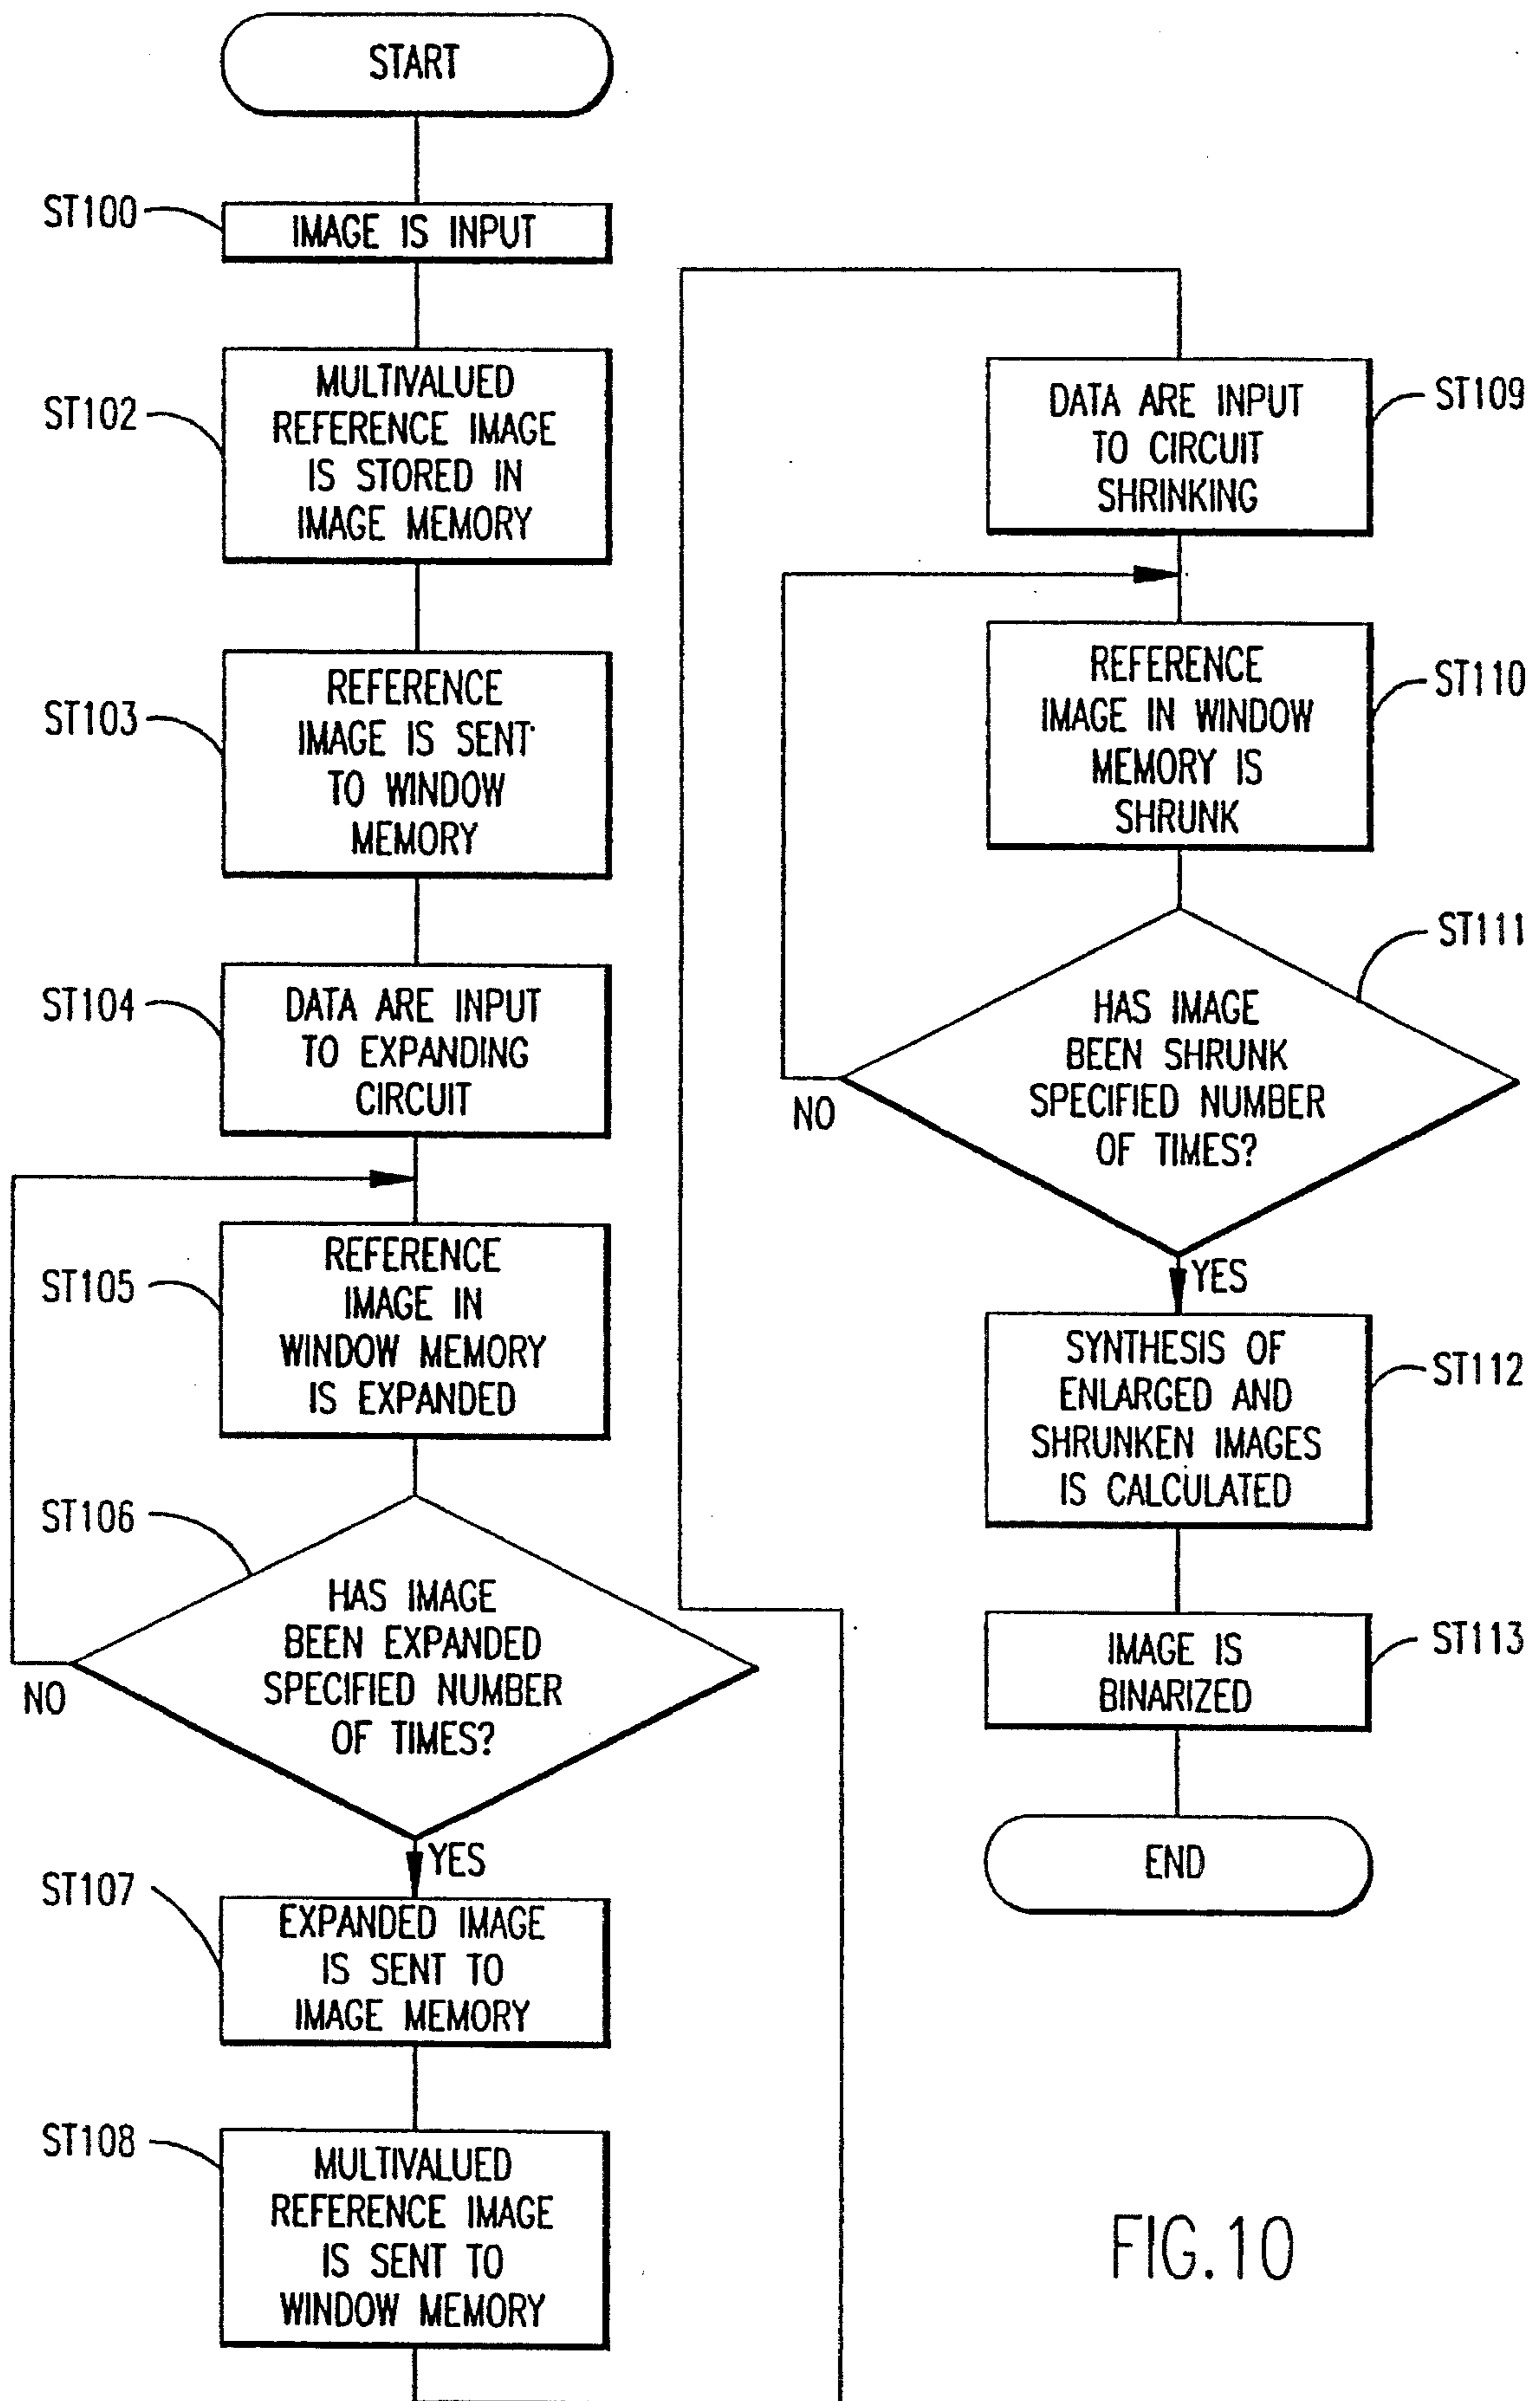 START
ST100
IMAGE IS INPUT
ST102
MULTIVALUED
REFERENCE IMAGE
IS STORED IN
IMAGE MEMORY
ST103
REFERENCE
IMAGE IS SENT
TO WINDOW
MEMORY
ST104
DATA ARE INPUT
TO EXPANDING
CIRCUIT
ST105
REFERENCE
IMAGE IN
WINDOW MEMORY
IS EXPANDED
ST106
HAS IMAGE
BEEN EXPANDED
SPECIFIED NUMBER
OF TIMES?
NO
YES
ST107
EXPANDED IMAGE
IS SENT TO
IMAGE MEMORY
ST108
MULTIVALUED
REFERENCE IMAGE
IS SENT TO
WINDOW MEMORY
DATA ARE INPUT
TO CIRCUIT
SHRINKING
ST109
REFERENCE
IMAGE IN WINDOW
MEMORY IS
SHRUNK
ST110
ST111
HAS IMAGE
BEEN SHRUNK
SPECIFIED NUMBER
OF TIMES?
NO
YES
SYNTHESIS OF
ENLARGED AND
SHRUNKEN IMAGES
IS CALCULATED
ST112
IMAGE IS
BINARIZED
ST113
END
FIG.10